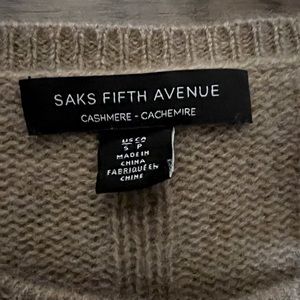 SAKS FIFTH AVENUE
CASHMERE - CACHEMIRE
US CA
S P
MADE IN
CHINA
FABRIQUÉ EN
CHINE